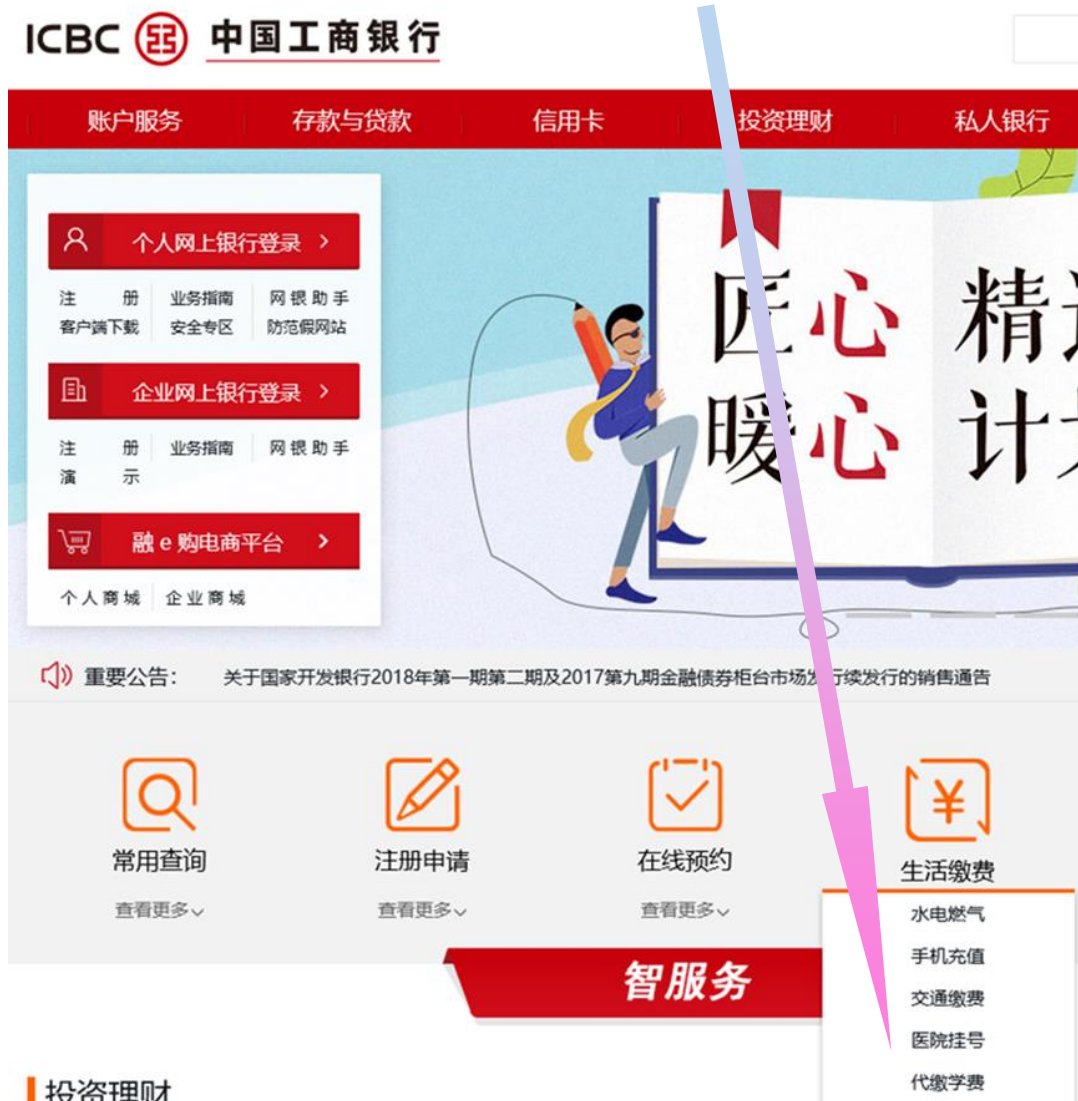 ICBC 中国工商银行
账户服务 存款与贷款 信用卡 投资理财 私人银行
个人网上银行登录 >
注 册 业务指南 网银助手
客户端下载 安全专区 防范假网站
企业网上银行登录 >
注 册 业务指南 网银助手
演 示
融 e 购电商平台 >
个人商城 企业商城
匠心 精
暖心 计
重要公告： 关于国家开发银行2018年第一期第二期及2017第九期金融债券柜台市场发行续发行的销售通告
常用查询 注册申请 在线预约 生活缴费
查看更多 查看更多 查看更多
水电燃气
手机充值
交通缴费
医院挂号
代缴学费
智服务
投资理财